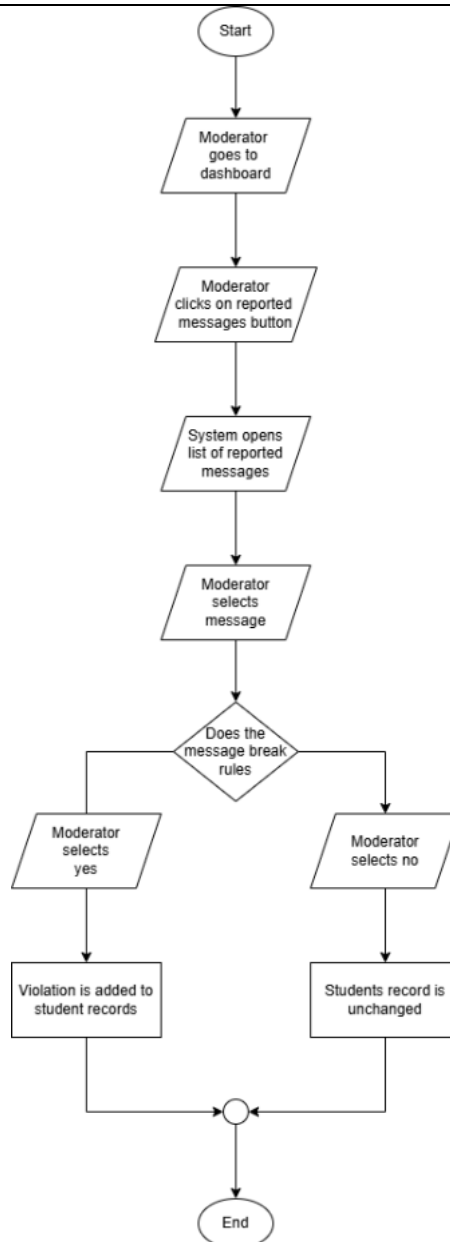 Start
Moderator
goes to
dashboard
Moderator
clicks on reported
messages button
System opens
list of reported
messages
Moderator
selects
message
Does the
message break
rules
Moderator
selects
yes
Moderator
selects no
Violation is added to
student records
Students record is
unchanged
End